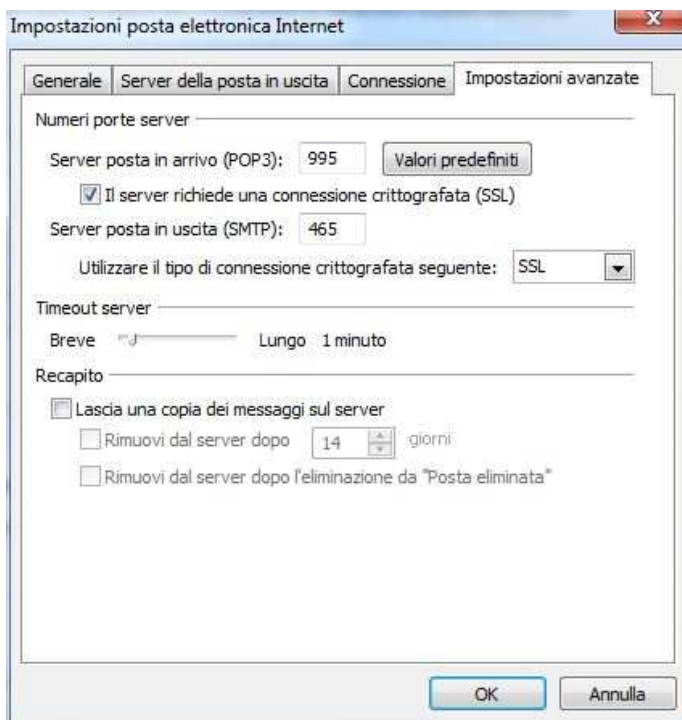 Impostazioni posta elettronica Internet
Generale Server della posta in uscita Connessione Impostazioni avanzate
Numeri porte server
Server posta in arrivo (POP3): 995 Valori predefiniti
Il server richiede una connessione crittografata (SSL)
Server posta in uscita (SMTP): 465
Utilizzare il tipo di connessione crittografata seguente: SSL
Timeout server
Breve Lungo 1 minuto
Recapito
Lascia una copia dei messaggi sul server
Rimuovi dal server dopo 14 giorni
Rimuovi dal server dopo l'eliminazione da "Posta eliminata"
OK Annulla